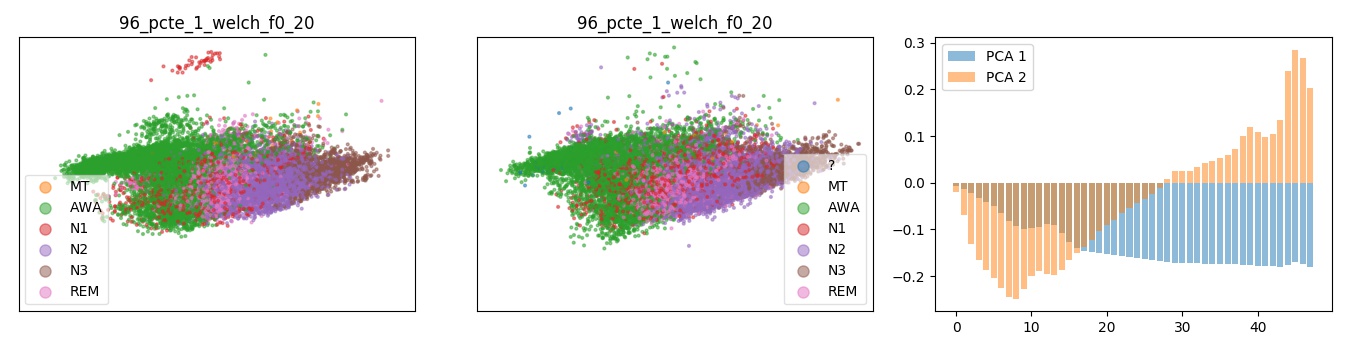 96_pcte_1_welch_f0_20
MT
AWA
N1
N2
N3
REM
96_pcte_1_welch_f0_20
?
MT
AWA
N1
N2
N3
REM
PCA 1
PCA 2
0.3
0.2
0.1
0.0
−0.1
−0.2
0 10 20 30 40